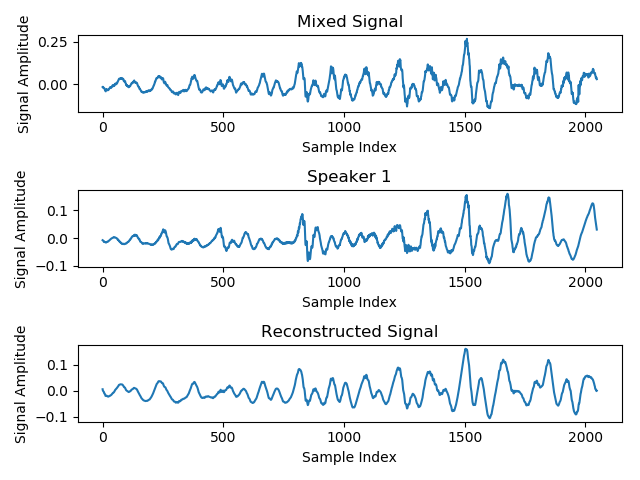 Mixed Signal
Signal Amplitude
0.25
0.00
0 500 1000 1500 2000
Sample Index
Speaker 1
Signal Amplitude
0.1
0.0
−0.1
0 500 1000 1500 2000
Sample Index
Reconstructed Signal
Signal Amplitude
0.1
0.0
−0.1
0 500 1000 1500 2000
Sample Index